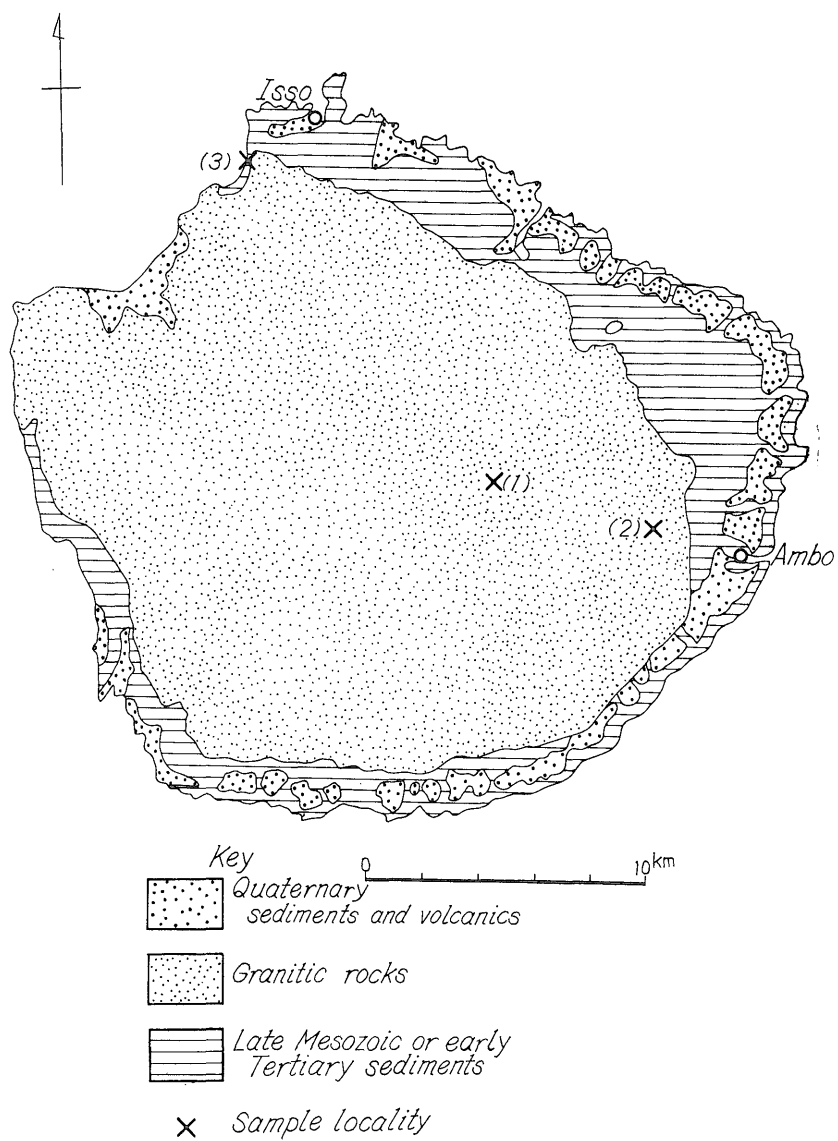 Isso
(3)
(1)
(2)
Ambo
Key
0 10km
Quaternary
sediments and volcanics
Granitic rocks
Late Mesozoic or early
Tertiary sediments
Sample locality